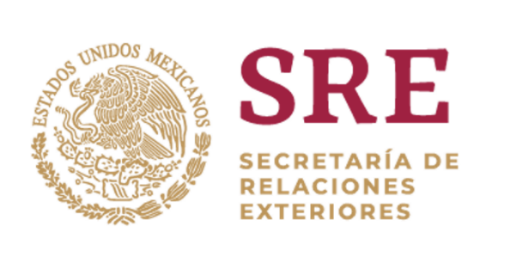 ESTADOS UNIDOS MEXICANOS
SRE
SECRETARÍA DE
RELACIONES
EXTERIORES